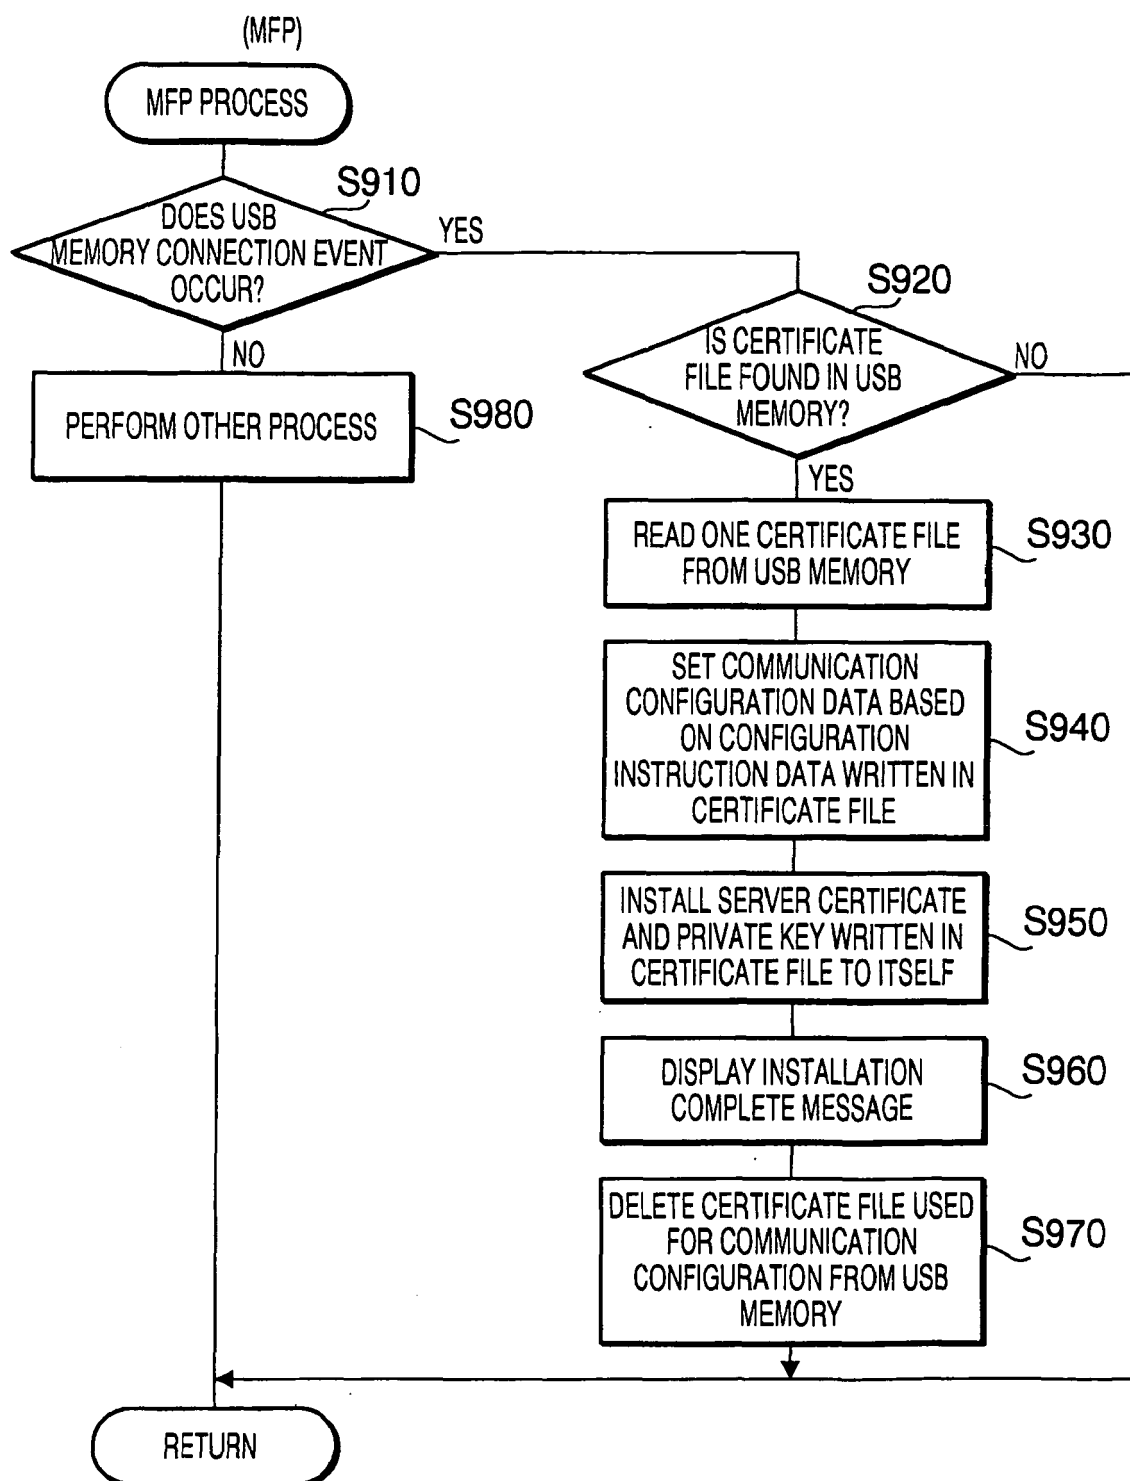 (MFP)
MFP PROCESS
S910
DOES USB
MEMORY CONNECTION EVENT
OCCUR?
YES
NO
PERFORM OTHER PROCESS
S980
S920
IS CERTIFICATE
FILE FOUND IN USB
MEMORY?
NO
YES
READ ONE CERTIFICATE FILE
FROM USB MEMORY
S930
SET COMMUNICATION
CONFIGURATION DATA BASED
ON CONFIGURATION
INSTRUCTION DATA WRITTEN IN
CERTIFICATE FILE
S940
INSTALL SERVER CERTIFICATE
AND PRIVATE KEY WRITTEN IN
CERTIFICATE FILE TO ITSELF
S950
DISPLAY INSTALLATION
COMPLETE MESSAGE
S960
DELETE CERTIFICATE FILE USED
FOR COMMUNICATION
CONFIGURATION FROM USB
MEMORY
S970
RETURN